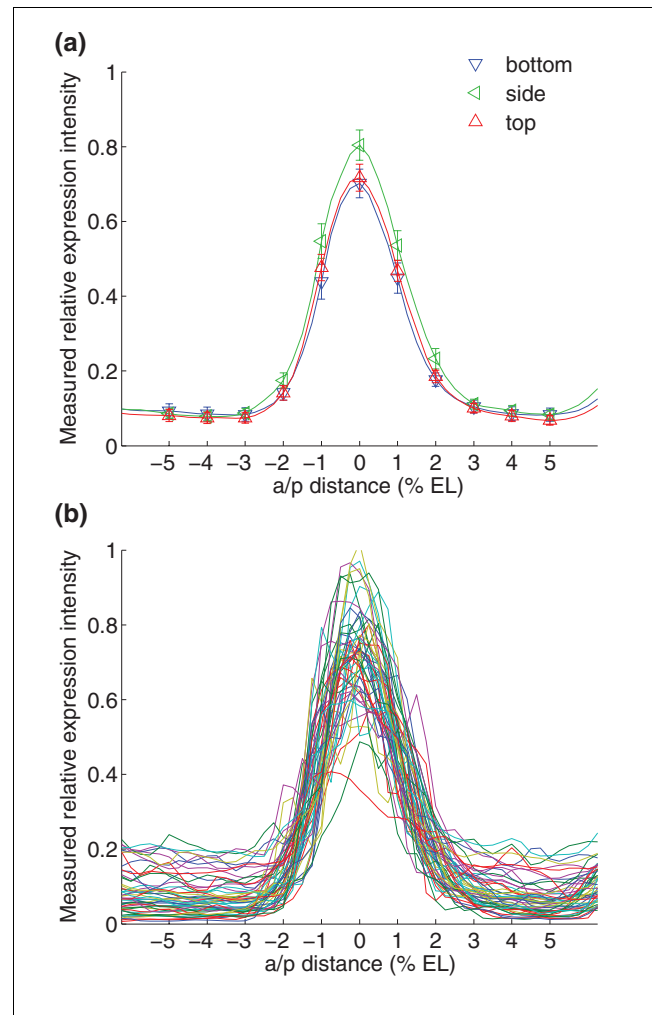 (a)
bottom
side
top
Measured relative expression intensity
1
0.8
0.6
0.4
0.2
0
−5 −4 −3 −2 −1 0 1 2 3 4 5
a/p distance (% EL)
(b)
Measured relative expression intensity
1
0.8
0.6
0.4
0.2
0
−5 −4 −3 −2 −1 0 1 2 3 4 5
a/p distance (% EL)